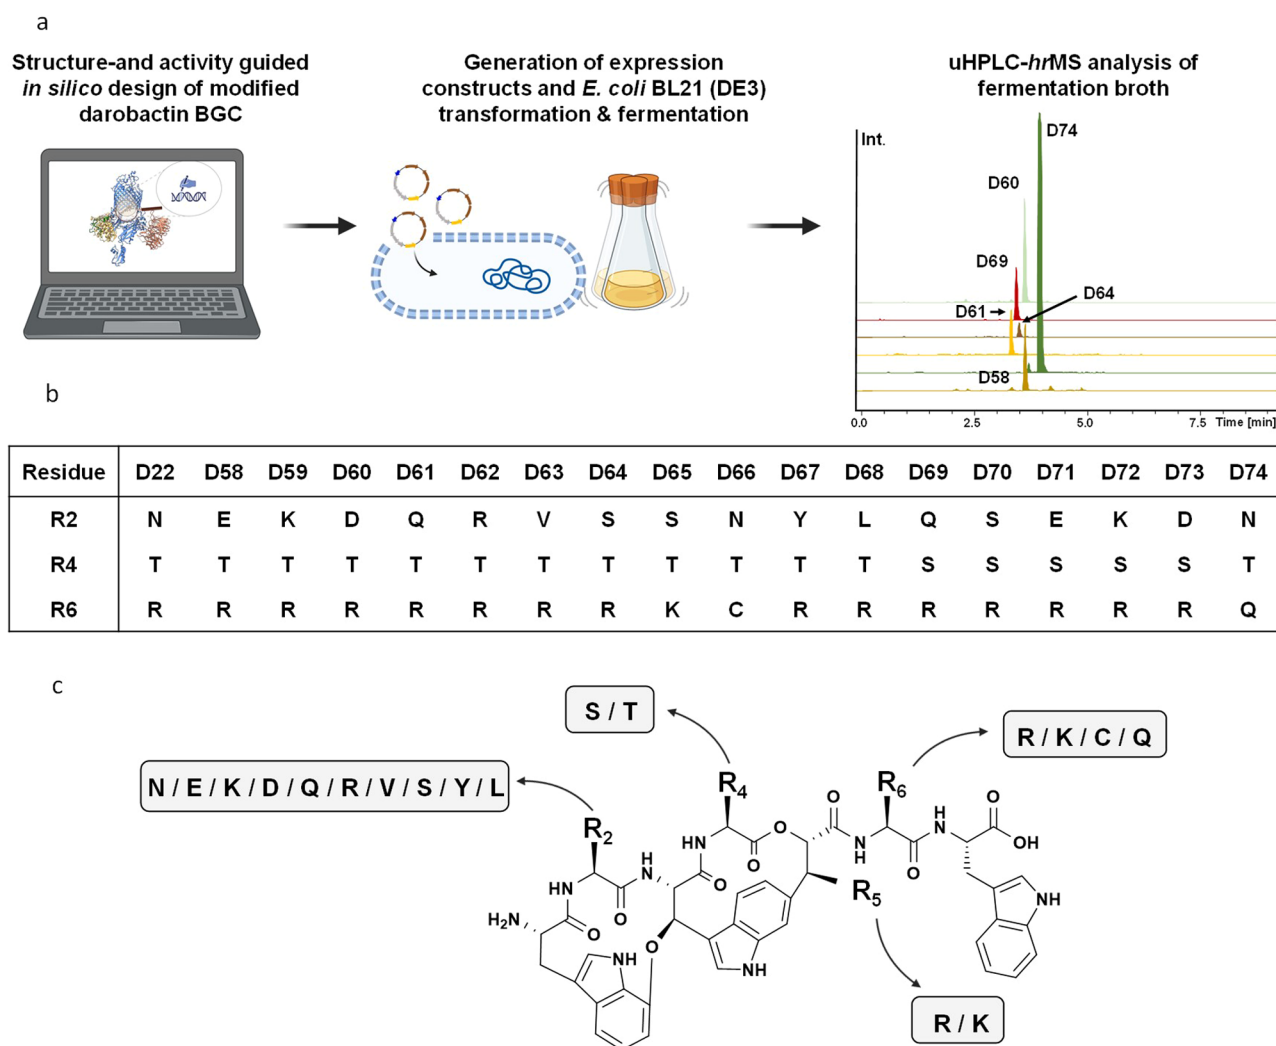 a
Structure-and activity guided
in silico design of modified
darobactin BGC
Generation of expression
constructs and E. coli BL21 (DE3)
transformation & fermentation
uHPLC-hrMS analysis of
fermentation broth
Int.
D74
D60
D69
D64
D61
D58
0.0 2.5 5.0 7.5 Time [min]
b
Residue D22 D58 D59 D60 D61 D62 D63 D64 D65 D66 D67 D68 D69 D70 D71 D72 D73 D74
R2 N E K D Q R V S S N Y L Q S E K D N
R4 T T T T T T T T T T T T S S S S S T
R6 R R R R R R R R K C R R R R R R R Q
c
S / T
R / K / C / Q
N / E / K / D / Q / R / V / S / Y / L
R4
R6
O
O
R2
O
H
OH
HN
O
N
H
O
H
N
O
R5
HN
O
H2N
O
O
NH
NH
NH
R / K